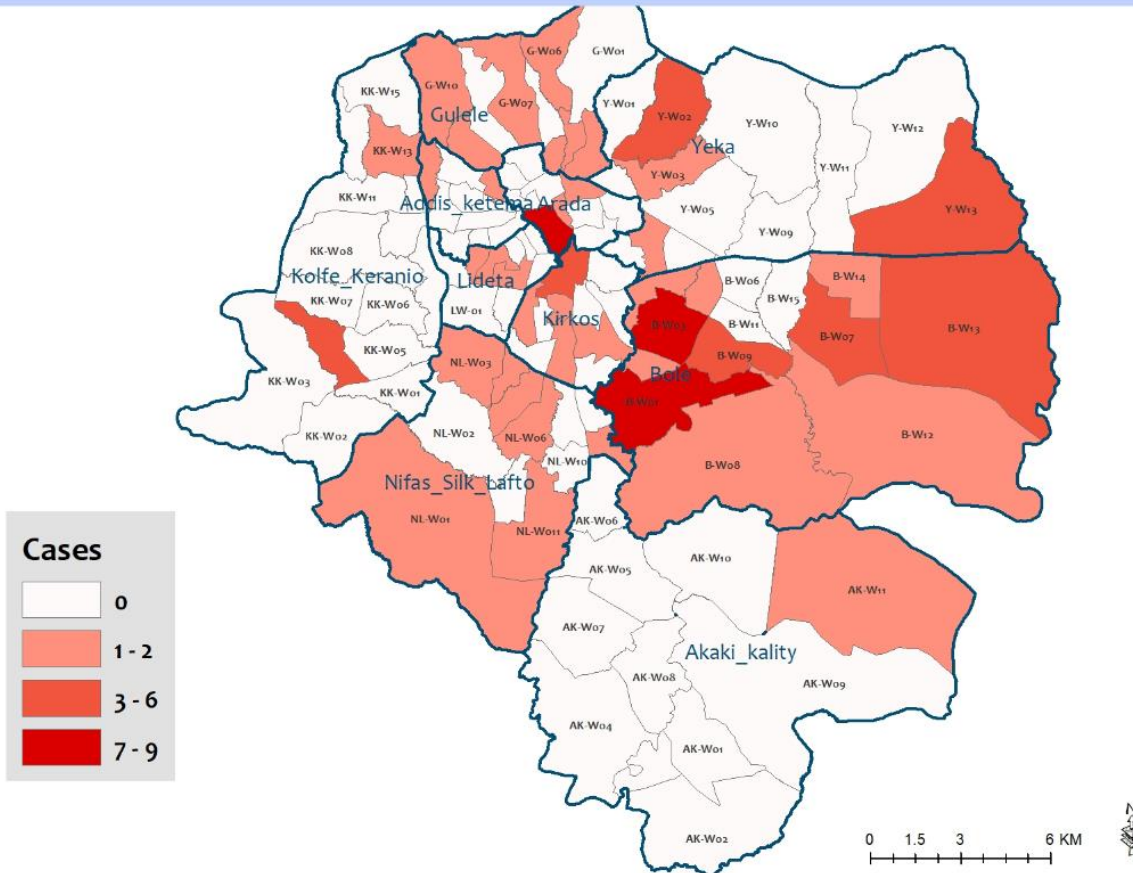 G-W06
G-W01
KK-W15
G-W10
G-W07
Gulele
Y-W01
Y-W02
Y-W10
Y-W12
KK-W13
Yeka
Y-W11
Y-W03
KK-W11
Addis_ketema
Arada
Y-W05
Y-W13
Y-W09
KK-W08
Kolfe_Keranio
Lideta
B-W06
B-W14
B-W15
KK-W07
KK-W06
LW-01
Kirkos
B-W03
B-W11
B-W07
B-W13
KK-W05
NL-W03
B-W09
Bole
KK-W03
KK-W01
B-W01
KK-W02
NL-W02
NL-W06
B-W12
NL-W10
B-W08
Nifas_Silk_Lafto
NL-W01
NL-W011
AK-W06
AK-W10
AK-W05
AK-W11
AK-W07
Akaki_kality
AK-W08
AK-W09
AK-W04
AK-W01
AK-W02
Cases
0
1 - 2
3 - 6
7 - 9
0 1.5 3 6 KM